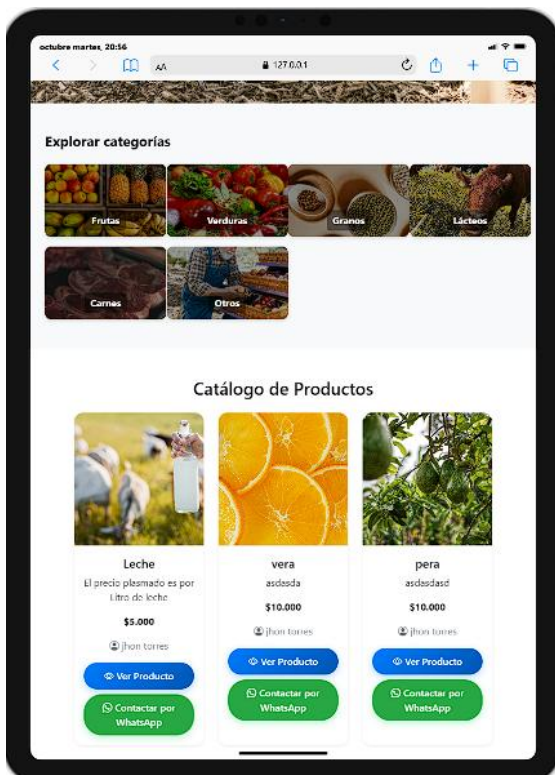 octubre martes, 20:56
AA
127.0.0.1
Explorar categorías
Frutas
Verduras
Granos
Lácteos
Carnes
Otros
Catálogo de Productos
Leche
El precio plasmado es por
Litro de leche
$5.000
jhon torres
Ver Producto
Contactar por
WhatsApp
vera
asdasda
$10.000
jhon torres
Ver Producto
Contactar por
WhatsApp
pera
asdasdasd
$10.000
jhon torres
Ver Producto
Contactar por
WhatsApp